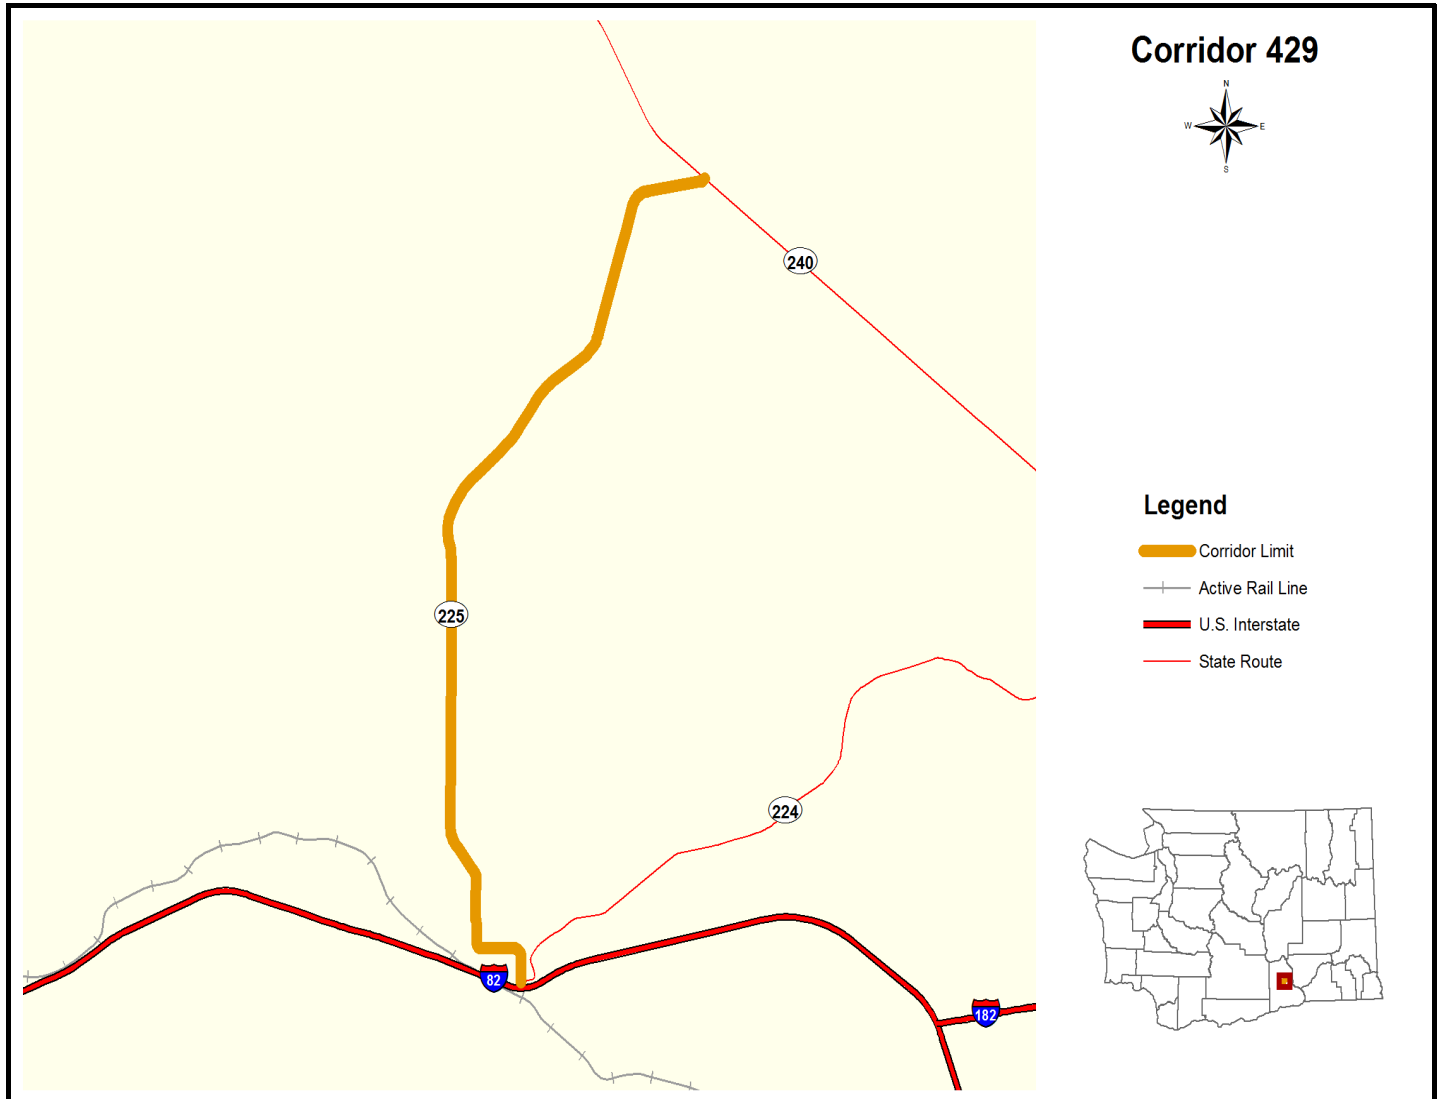 Corridor 429
N
W E
S
240
225
224
82
182
Legend
Corridor Limit
Active Rail Line
U.S. Interstate
State Route